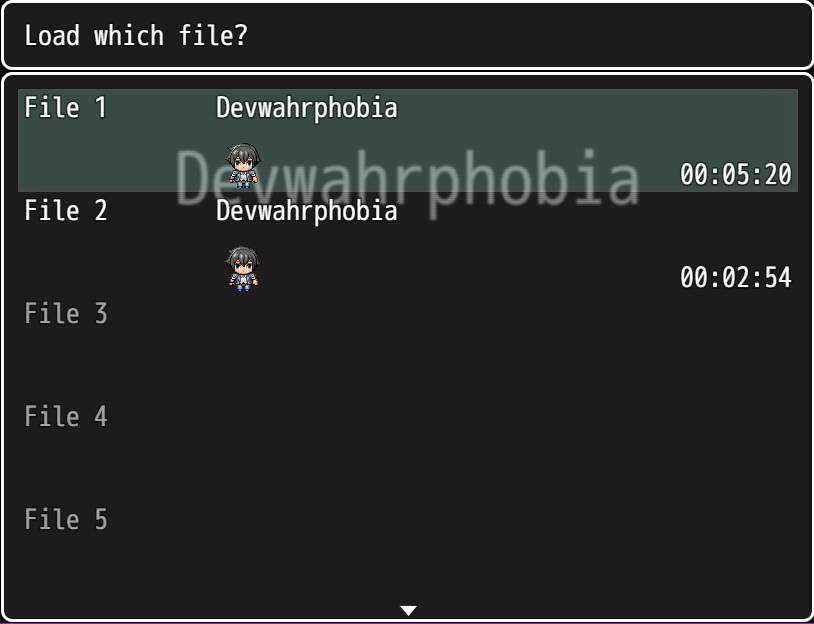 Load which file?
File 1 Devwahrphobia
Devwahrphobia
00:05:20
File 2 Devwahrphobia
00:02:54
File 3
File 4
File 5